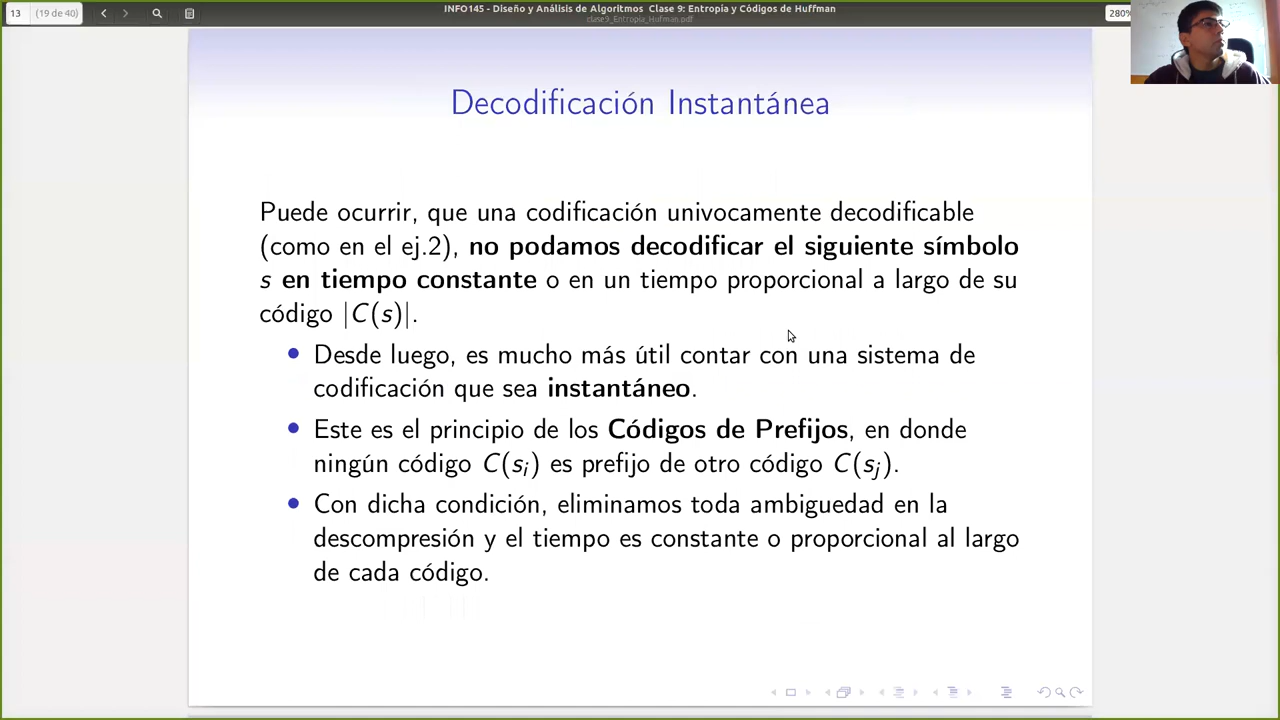 13
(19 de 40)
INFO145 - Diseño y Análisis de Algoritmos  Clase 9: Entropía y Códigos de Huffman
clase9_Entropia_Hufman.pdf
280%
Decodificación Instantánea
Puede ocurrir, que una codificación univocamente decodificable
(como en el ej.2), no podamos decodificar el siguiente símbolo
s en tiempo constante o en un tiempo proporcional a largo de su
código |C(s)|.
• Desde luego, es mucho más útil contar con una sistema de
codificación que sea instantáneo.
• Este es el principio de los Códigos de Prefijos, en donde
ningún código C(s_i) es prefijo de otro código C(s_j).
• Con dicha condición, eliminamos toda ambiguedad en la
descompresión y el tiempo es constante o proporcional al largo
de cada código.